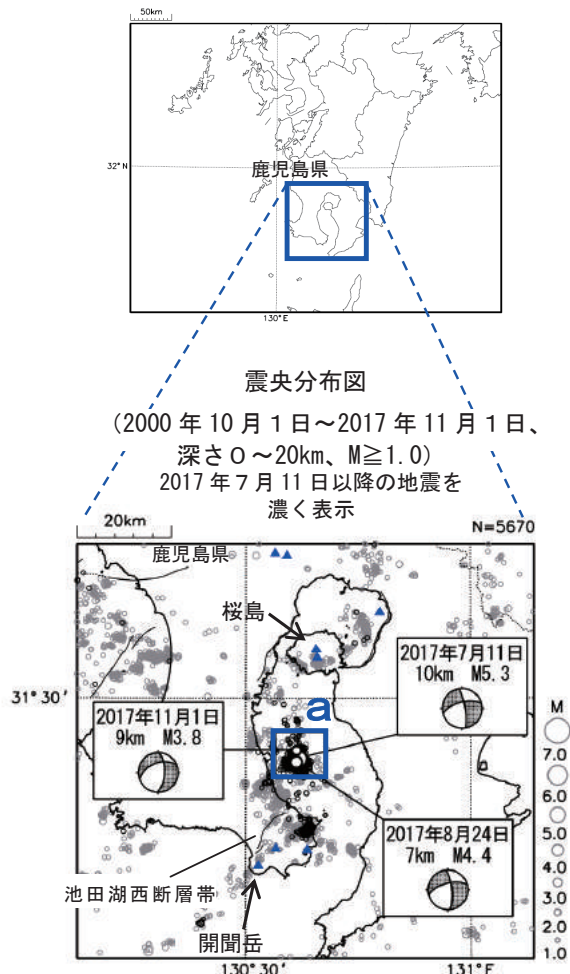 50km
32°N
鹿児島県
130°E
震央分布図
(2000年10月1日～2017年11月1日、
深さ0～20km、M≧1.0)
2017年7月11日以降の地震を
濃く表示
20km
N=5670
鹿児島県
桜島
2017年7月11日
10km M5.3
31°30'
a
2017年11月1日
9km M3.8
M
7.0
6.0
5.0
4.0
3.0
2.0
1.0
2017年8月24日
7km M4.4
池田湖西断層帯
開聞岳
130°30'
131°E